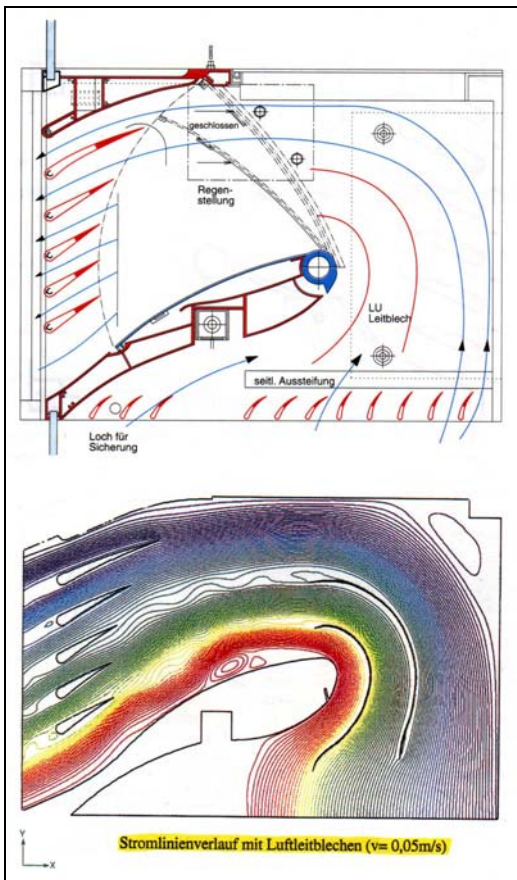 geschlossen
Regen-
stellung
LU
Leitblech
seitl. Aussteifung
Loch für
Sicherung
Y
X
Stromlinienverlauf mit Luftleitblechen (v= 0,05m/s)